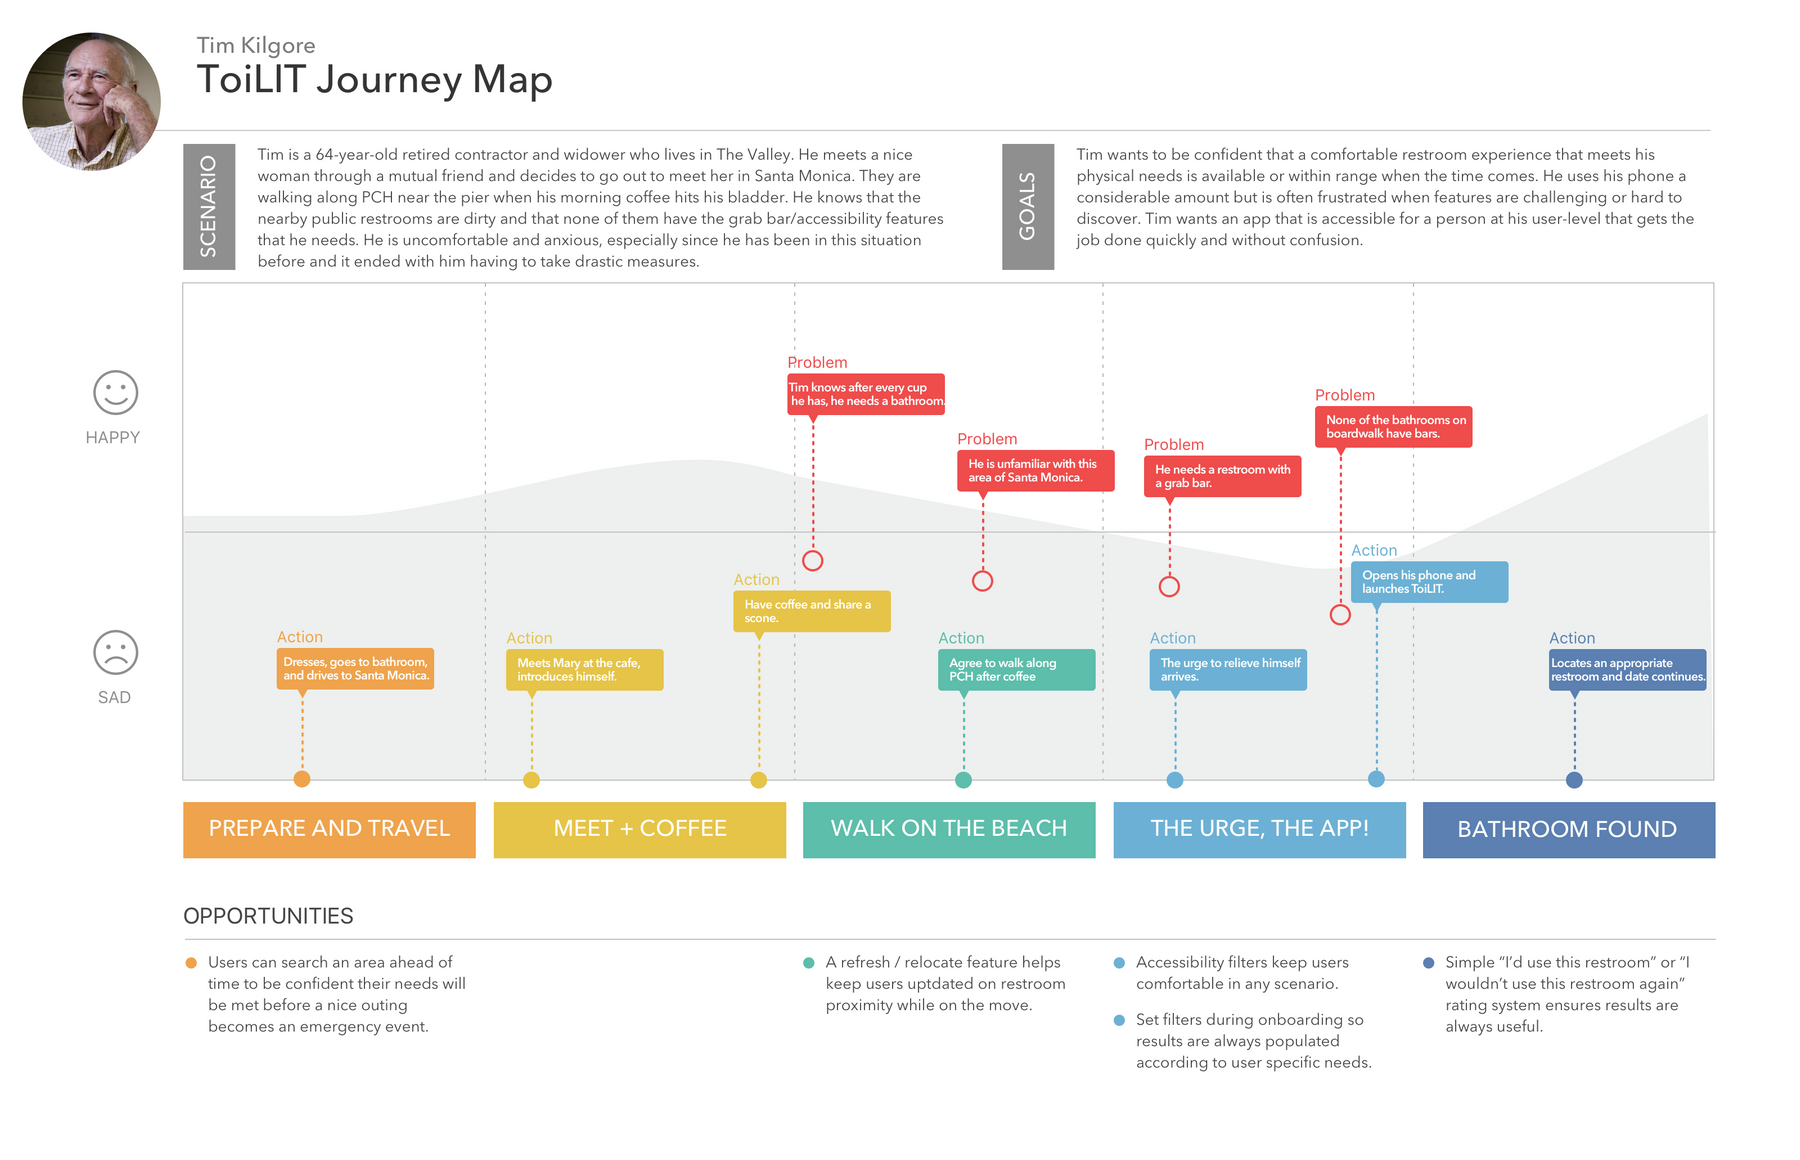 Tim Kilgore
ToiLIT Journey Map
SCENARIO
Tim is a 64-year-old retired contractor and widower who lives in The Valley. He meets a nice
woman through a mutual friend and decides to go out to meet her in Santa Monica. They are
walking along PCH near the pier when his morning coffee hits his bladder. He knows that the
nearby public restrooms are dirty and that none of them have the grab bar/accessibility features
that he needs. He is uncomfortable and anxious, especially since he has been in this situation
before and it ended with him having to take drastic measures.
GOALS
Tim wants to be confident that a comfortable restroom experience that meets his
physical needs is available or within range when the time comes. He uses his phone a
considerable amount but is often frustrated when features are challenging or hard to
discover. Tim wants an app that is accessible for a person at his user-level that gets the
job done quickly and without confusion.
HAPPY
SAD
Problem
Tim knows after every cup
he has, he needs a bathroom.
Problem
He is unfamiliar with this
area of Santa Monica.
Problem
He needs a restroom with
a grab bar.
Problem
None of the bathrooms on
boardwalk have bars.
Action
Dresses, goes to bathroom,
and drives to Santa Monica.
Action
Meets Mary at the cafe,
introduces himself.
Action
Have coffee and share a
scone.
Action
Agree to walk along
PCH after coffee
Action
The urge to relieve himself
arrives.
Action
Opens his phone and
launches ToiLIT.
Action
Locates an appropriate
restroom and date continues.
PREPARE AND TRAVEL
MEET + COFFEE
WALK ON THE BEACH
THE URGE, THE APP!
BATHROOM FOUND
OPPORTUNITIES
Users can search an area ahead of
time to be confident their needs will
be met before a nice outing
becomes an emergency event.
A refresh / relocate feature helps
keep users uptdated on restroom
proximity while on the move.
Accessibility filters keep users
comfortable in any scenario.
Set filters during onboarding so
results are always populated
according to user specific needs.
Simple “I’d use this restroom” or “I
wouldn’t use this restroom again”
rating system ensures results are
always useful.